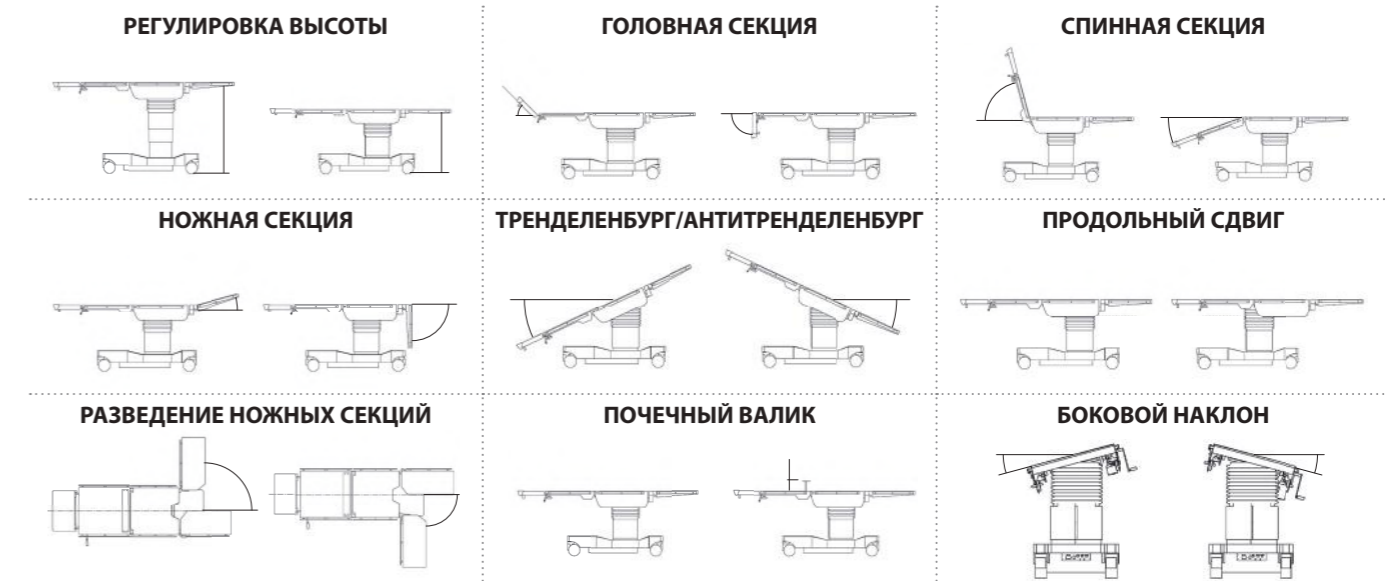 РЕГУЛИРОВКА ВЫСОТЫ
ГОЛОВНАЯ СЕКЦИЯ
СПИННАЯ СЕКЦИЯ
НОЖНАЯ СЕКЦИЯ
ТРЕНДЕЛЕНБУРГ/АНТИТРЕНДЕЛЕНБУРГ
ПРОДОЛЬНЫЙ СДВИГ
РАЗВЕДЕНИЕ НОЖНЫХ СЕКЦИЙ
ПОЧЕЧНЫЙ ВАЛИК
БОКОВОЙ НАКЛОН